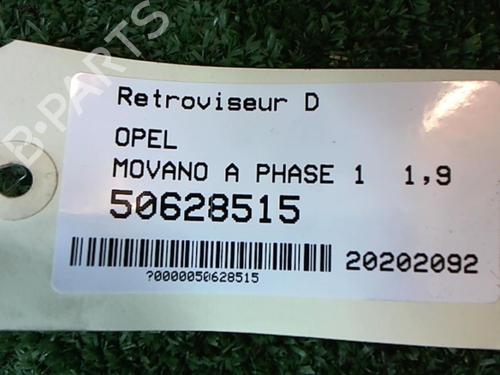 Retroviseur D
OPEL
MOVANO A PHASE 1 1,9
50628515
20202092
?0000050628515
B-PARTS